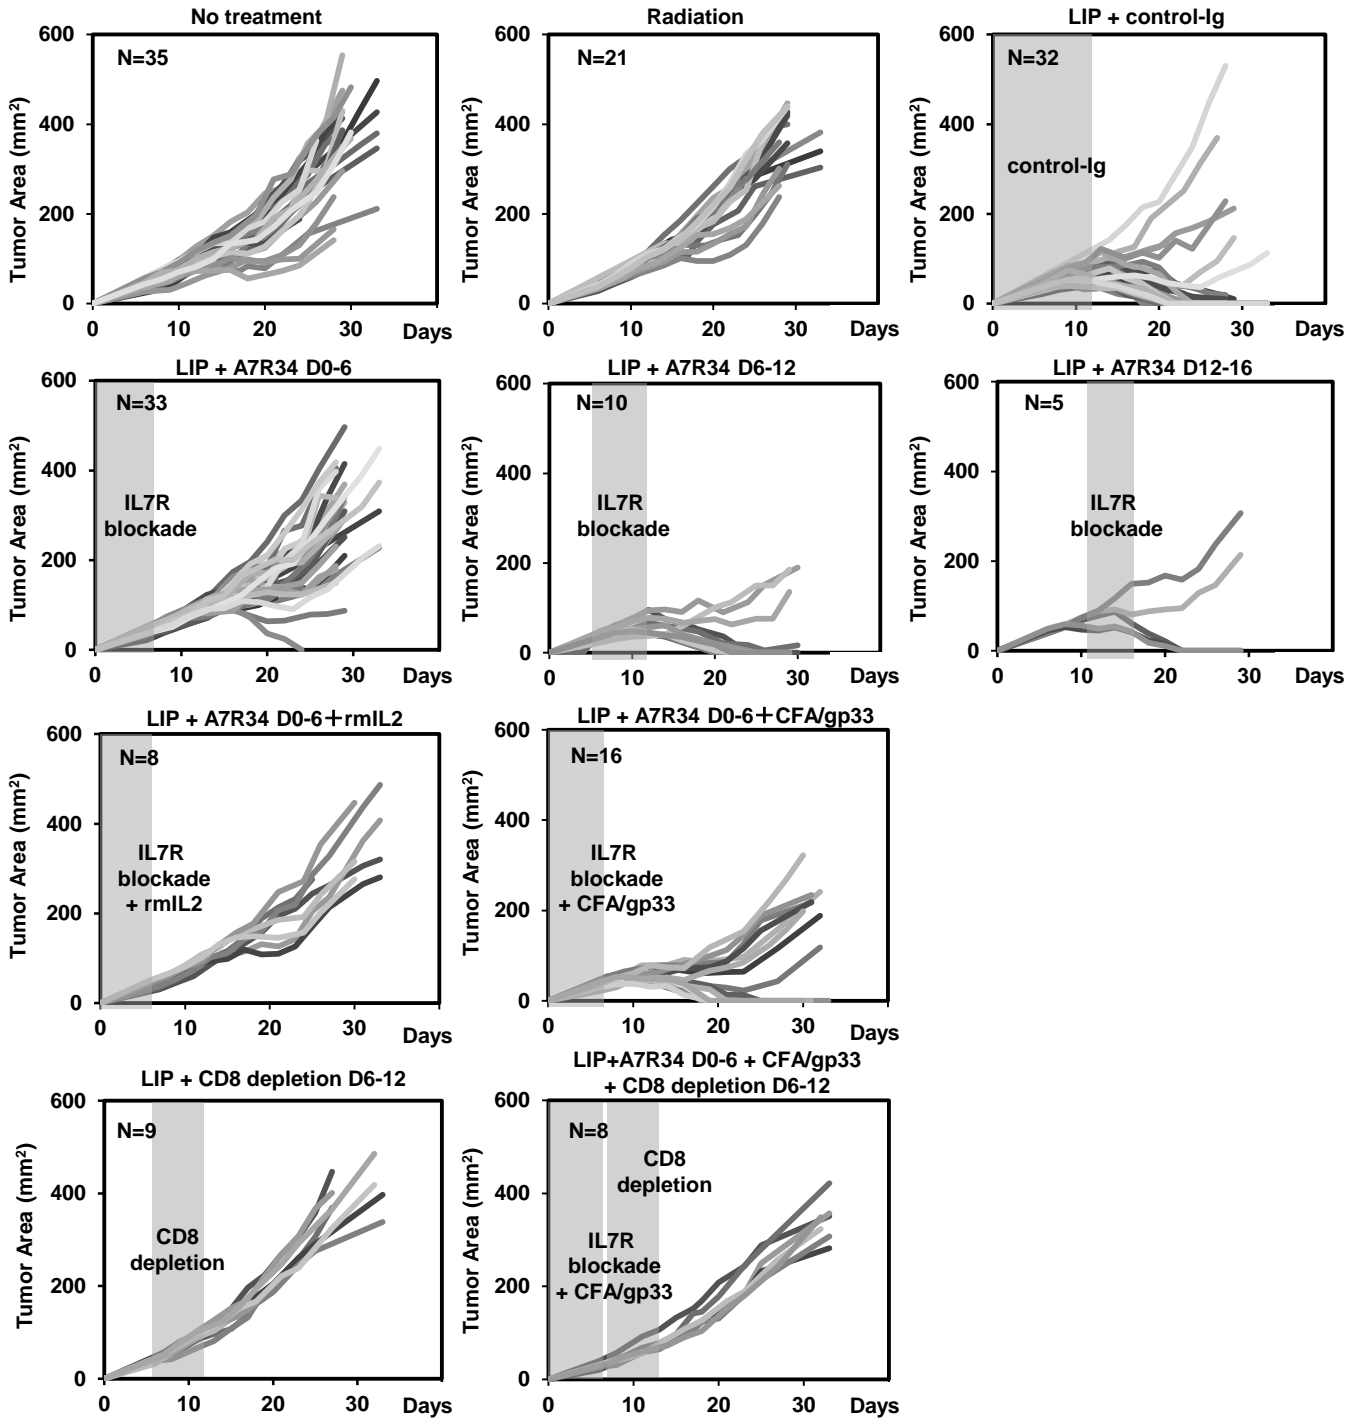 No treatment
Tumor Area (mm²)
600
400
200
0
N=35
0 10 20 30 Days
Radiation
Tumor Area (mm²)
600
400
200
0
N=21
0 10 20 30 Days
LIP + control-Ig
Tumor Area (mm²)
600
400
200
0
N=32
control-Ig
0 10 20 30 Days
LIP + A7R34 D0-6
Tumor Area (mm²)
600
400
200
0
N=33
IL7R
blockade
0 10 20 30 Days
LIP + A7R34 D6-12
Tumor Area (mm²)
600
400
200
0
N=10
IL7R
blockade
0 10 20 30 Days
LIP + A7R34 D12-16
Tumor Area (mm²)
600
400
200
0
N=5
IL7R
blockade
0 10 20 30 Days
LIP + A7R34 D0-6+rmIL2
Tumor Area (mm²)
600
400
200
0
N=8
IL7R
blockade
+ rmIL2
0 10 20 30 Days
LIP + A7R34 D0-6+CFA/gp33
Tumor Area (mm²)
600
400
200
0
N=16
IL7R
blockade
+ CFA/gp33
0 10 20 30 Days
LIP + CD8 depletion D6-12
Tumor Area (mm²)
600
400
200
0
N=9
CD8
depletion
0 10 20 30 Days
LIP+A7R34 D0-6 + CFA/gp33
+ CD8 depletion D6-12
Tumor Area (mm²)
600
400
200
0
N=8
CD8
depletion
IL7R
blockade
+ CFA/gp33
0 10 20 30 Days